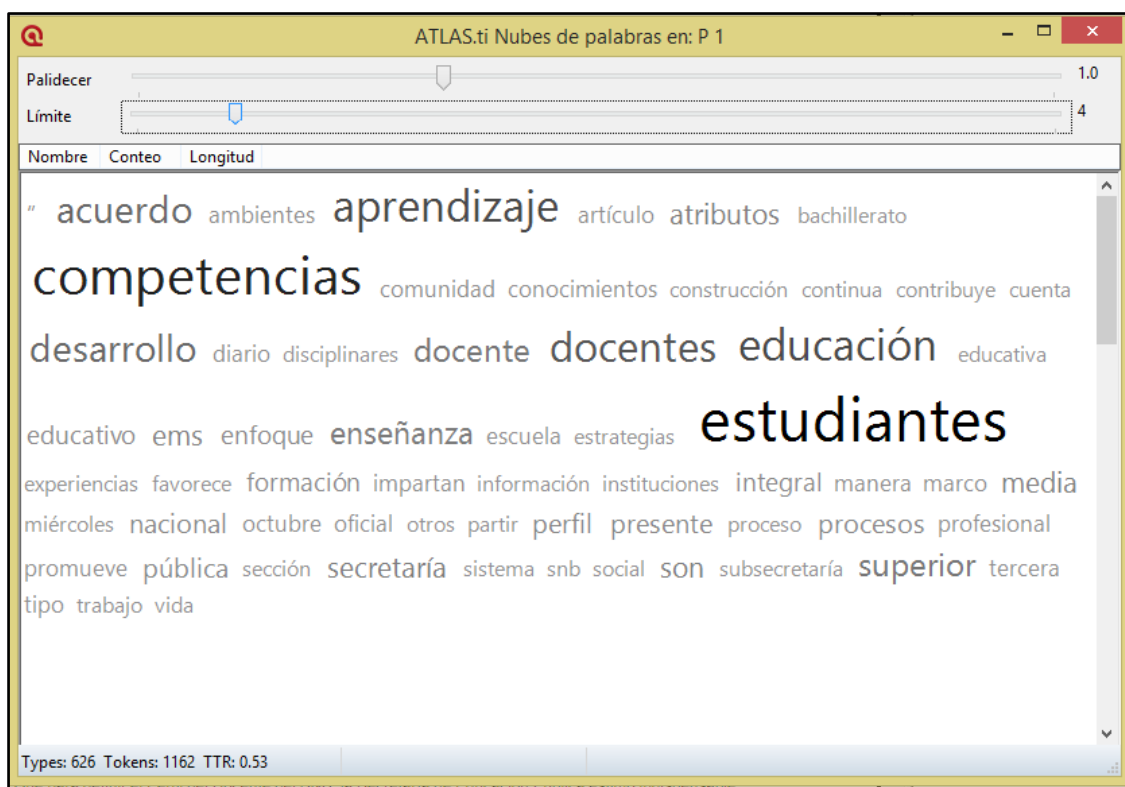 ATLAS.ti Nubes de palabras en: P 1
Palidecer 1.0
Límite 4
Nombre Conteo Longitud
" acuerdo ambientes aprendizaje artículo atributos bachillerato
competencias comunidad conocimientos construcción continua contribuye cuenta
desarrollo diario disciplinares docente docentes educación educativa
educativo ems enfoque enseñanza escuela estrategias estudiantes
experiencias favorece formación impartan información instituciones integral manera marco media
miércoles nacional octubre oficial otros partir perfil presente proceso procesos profesional
promueve pública sección secretaría sistema snb social son subsecretaría superior tercera
tipo trabajo vida
Types: 626 Tokens: 1162 TTR: 0.53